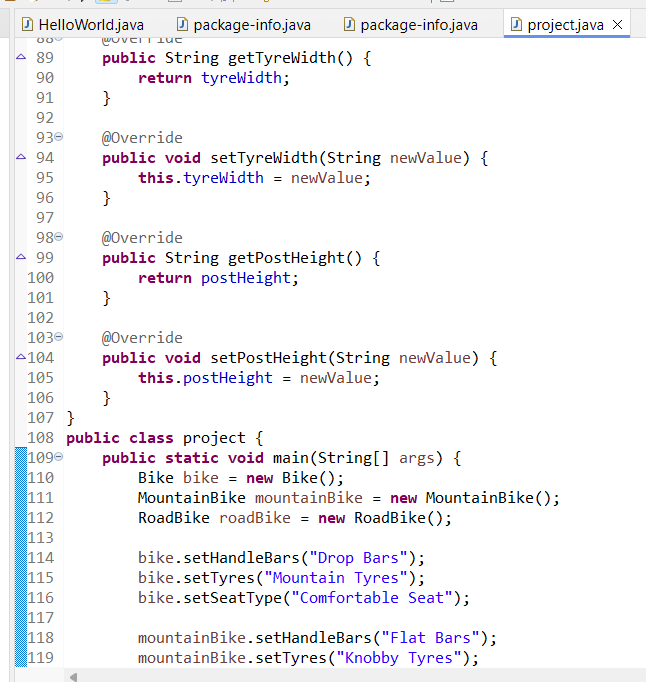 HelloWorld.java package-info.java package-info.java project.java
88 @Override
89 public String getTyreWidth() {
90 return tyreWidth;
91 }
92
93 @Override
94 public void setTyreWidth(String newValue) {
95 this.tyreWidth = newValue;
96 }
97
98 @Override
99 public String getPostHeight() {
100 return postHeight;
101 }
102
103 @Override
104 public void setPostHeight(String newValue) {
105 this.postHeight = newValue;
106 }
107 }
108 public class project {
109 public static void main(String[] args) {
110 Bike bike = new Bike();
111 MountainBike mountainBike = new MountainBike();
112 RoadBike roadBike = new RoadBike();
113
114 bike.setHandleBars("Drop Bars");
115 bike.setTyres("Mountain Tyres");
116 bike.setSeatType("Comfortable Seat");
117
118 mountainBike.setHandleBars("Flat Bars");
119 mountainBike.setTyres("Knobby Tyres");